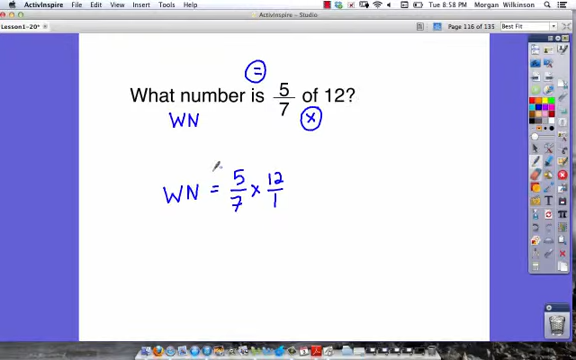 ActivInspire File Edit View Insert Tools Help Tue 8:58 PM Morgan Wilkinson
ActivInspire – Studio
Lesson1-20* Page 116 of 135 Best Fit
=
What number is 5/7 of 12?
WN x
WN = 5/7 x 12/1